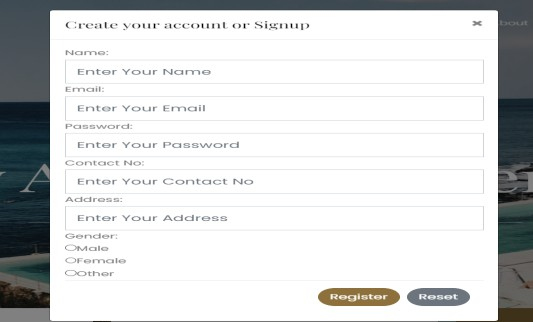 Create your account or Signup ×
bout
Name:
Enter Your Name
Email:
Enter Your Email
Password:
Enter Your Password
Contact No:
Enter Your Contact No
Address:
Enter Your Address
Gender:
Male
Female
Other
Register Reset